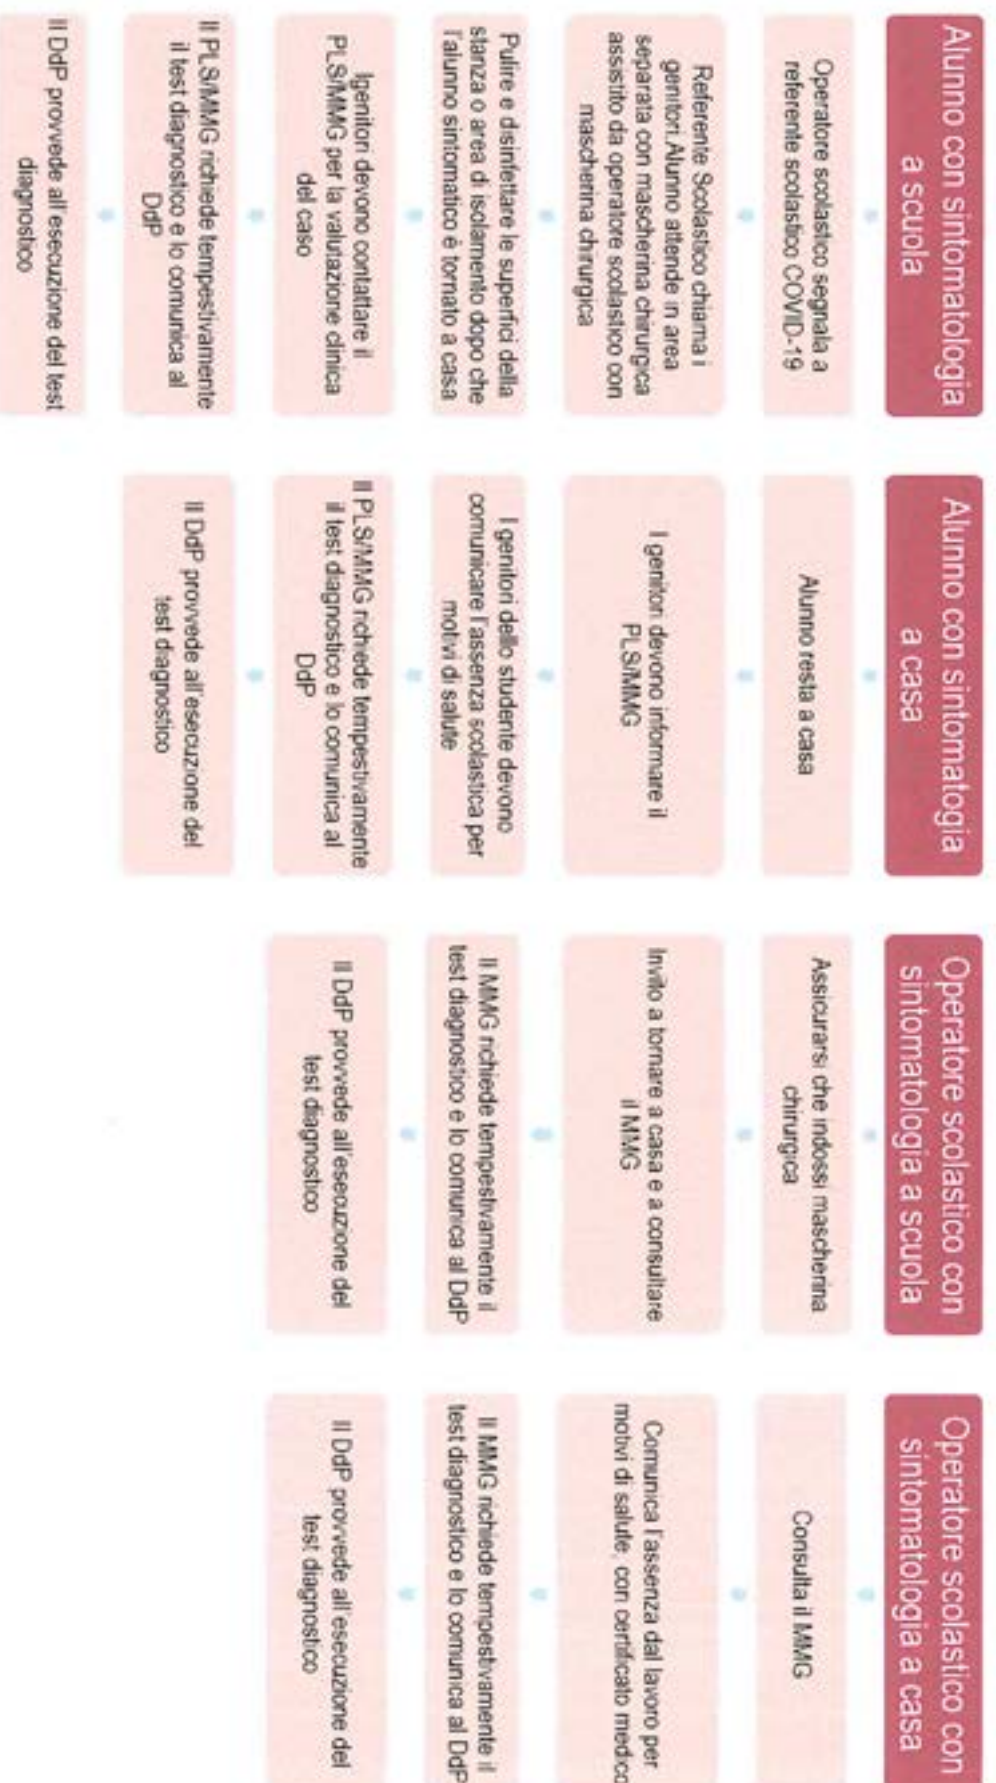 Alunno con sintomatologia
a scuola
Operatore scolastico segnala a
referente scolastico COVID-19
Referente Scolastico chiama i
genitori. Alunno attende in area
separata con mascherina chirurgica
assistito da operatore scolastico con
mascherina chirurgica
Pulire e disinfettare le superfici della
stanza o area di isolamento dopo che
l'alunno sintomatico è tornato a casa
Igenitori devono contattare il
PLS/MMG per la valutazione clinica
del caso
Il PLS/MMG richiede tempestivamente
il test diagnostico e lo comunica al
DdP
Il DdP provvede all'esecuzione del test
diagnostico
Alunno con sintomatogia
a casa
Alunno resta a casa
I genitori devono informare il
PLS/MMG
I genitori dello studente devono
comunicare l'assenza scolastica per
motivi di salute
Il PLS/MMG richiede tempestivamente
il test diagnostico e lo comunica al
DdP
Il DdP provvede all'esecuzione del
test diagnostico
Operatore scolastico con
sintomatologia a scuola
Assicurarsi che indossi mascherina
chirurgica
Invito a tornare a casa e a consultare
il MMG
Il MMG richiede tempestivamente il
test diagnostico e lo comunica al DdP
Il DdP provvede all'esecuzione del
test diagnostico
Operatore scolastico con
sintomatologia a casa
Consulta il MMG
Comunica l'assenza dal lavoro per
motivi di salute, con certificato medico
Il MMG richiede tempestivamente il
test diagnostico e lo comunica al DdP
Il DdP provvede all'esecuzione del
test diagnostico